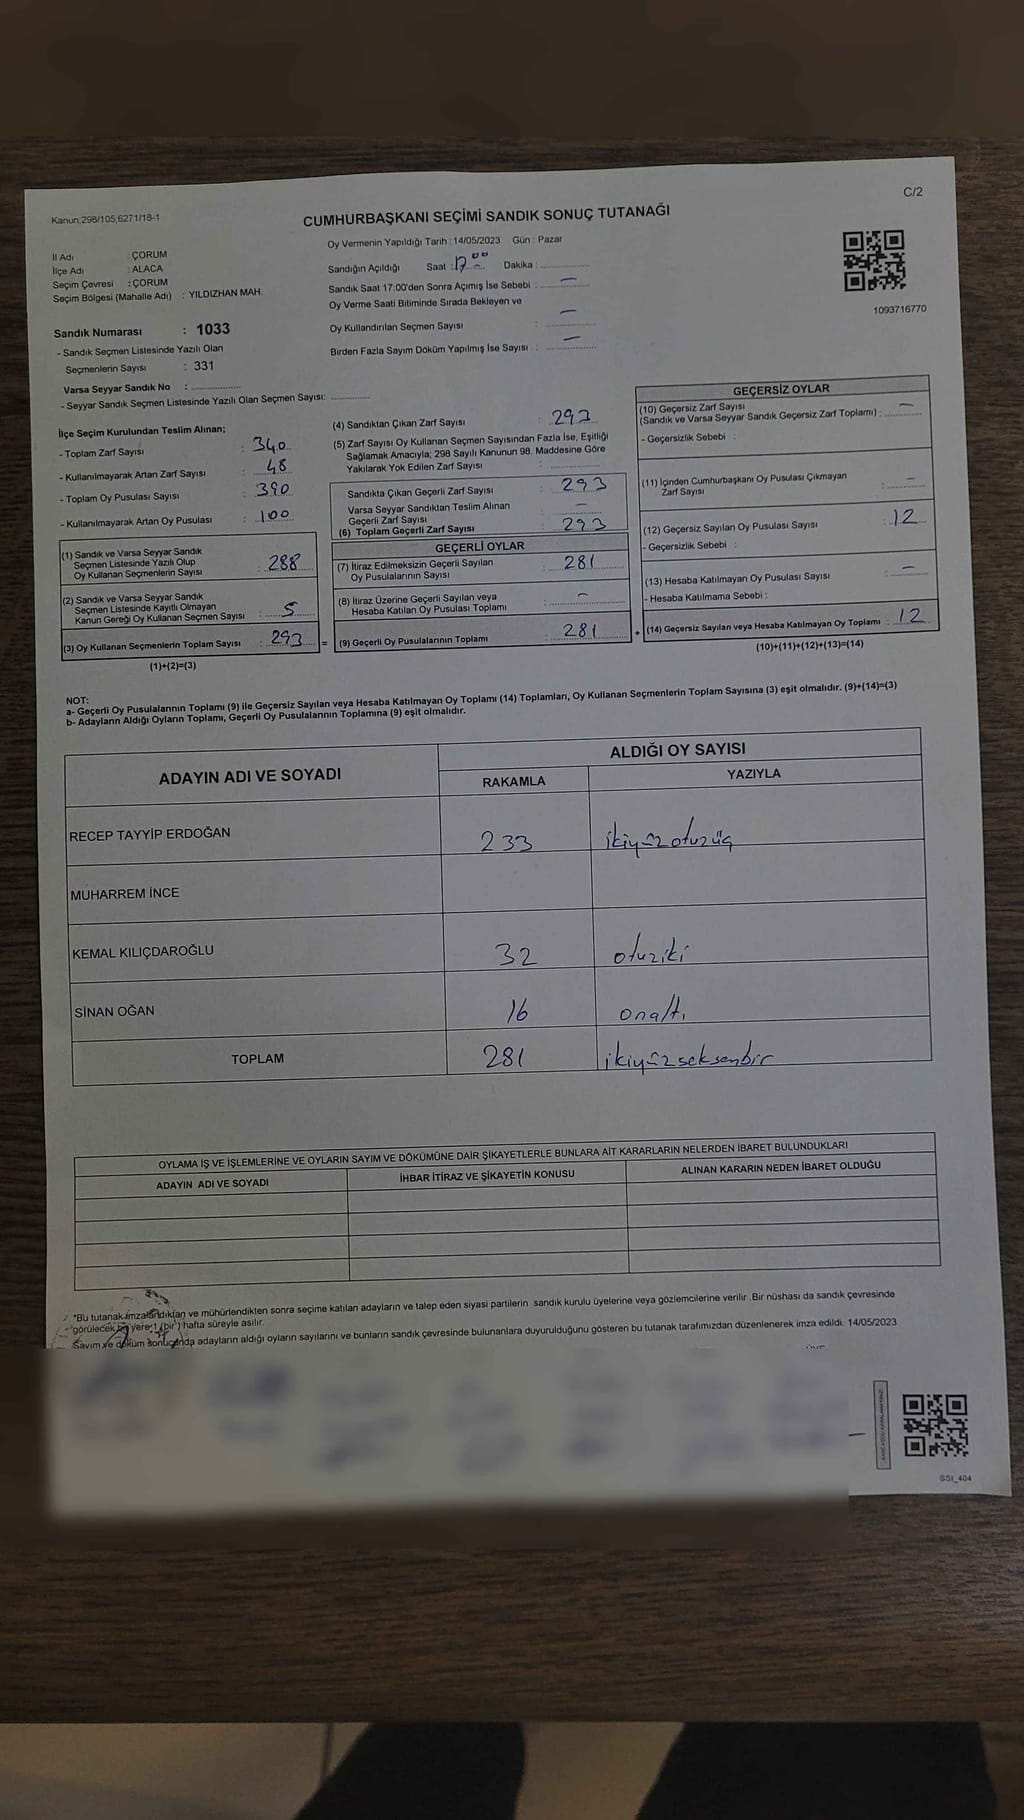 C/2
Kanun:298/105;6271/18-1
CUMHURBAŞKANI SEÇİMİ SANDIK SONUÇ TUTANAĞI
Oy Vermenin Yapıldığı Tarih : 14/05/2023 Gün : Pazar
İl Adı : ÇORUM
İlçe Adı : ALACA
Seçim Çevresi : ÇORUM
Seçim Bölgesi (Mahalle Adı) : YILDIZHAN MAH.
Sandığın Açıldığı Saat : 17 00 Dakika : ..............
Sandık Saat 17:00'den Sonra Açımış İse Sebebi : —
Oy Verme Saati Bitiminde Sırada Bekleyen ve
Oy Kullandırılan Seçmen Sayısı : —
Birden Fazla Sayım Döküm Yapılmış İse Sayısı : —
1093716770
Sandık Numarası : 1033
- Sandık Seçmen Listesinde Yazılı Olan
Seçmenlerin Sayısı : 331
Varsa Seyyar Sandık No : ..............
- Seyyar Sandık Seçmen Listesinde Yazılı Olan Seçmen Sayısı: ..............
İlçe Seçim Kurulundan Teslim Alınan;
- Toplam Zarf Sayısı : 340
- Kullanılmayarak Artan Zarf Sayısı : 48
- Toplam Oy Pusulası Sayısı : 390
- Kullanılmayarak Artan Oy Pusulası : 100
(1) Sandık ve Varsa Seyyar Sandık
Seçmen Listesinde Yazılı Olup
Oy Kullanan Seçmenlerin Sayısı : 288
(2) Sandık ve Varsa Seyyar Sandık
Seçmen Listesinde Kayıtlı Olmayan
Kanun Gereği Oy Kullanan Seçmen Sayısı : 5
(3) Oy Kullanan Seçmenlerin Toplam Sayısı : 293 =
(1)+(2)=(3)
(4) Sandıktan Çıkan Zarf Sayısı : 293
(5) Zarf Sayısı Oy Kullanan Seçmen Sayısından Fazla İse, Eşitliği
Sağlamak Amacıyla; 298 Sayılı Kanunun 98. Maddesine Göre
Yakılarak Yok Edilen Zarf Sayısı : ..............
Sandıkta Çıkan Geçerli Zarf Sayısı : 293
Varsa Seyyar Sandıktan Teslim Alınan
Geçerli Zarf Sayısı : —
(6) Toplam Geçerli Zarf Sayısı : 293
GEÇERLİ OYLAR
(7) İtiraz Edilmeksizin Geçerli Sayılan
Oy Pusulalarının Sayısı : 281
(8) İtiraz Üzerine Geçerli Sayılan veya
Hesaba Katılan Oy Pusulası Toplamı : —
(9) Geçerli Oy Pusulalarının Toplamı : 281 +
GEÇERSİZ OYLAR
(10) Geçersiz Zarf Sayısı
(Sandık ve Varsa Seyyar Sandık Geçersiz Zarf Toplamı) : —
- Geçersizlik Sebebi :
(11) İçinden Cumhurbaşkanı Oy Pusulası Çıkmayan
Zarf Sayısı : —
(12) Geçersiz Sayılan Oy Pusulası Sayısı : 12
- Geçersizlik Sebebi :
(13) Hesaba Katılmayan Oy Pusulası Sayısı : —
- Hesaba Katılmama Sebebi :
(14) Geçersiz Sayılan veya Hesaba Katılmayan Oy Toplamı : 12
(10)+(11)+(12)+(13)=(14)
NOT:
a- Geçerli Oy Pusulalarının Toplamı (9) ile Geçersiz Sayılan veya Hesaba Katılmayan Oy Toplamı (14) Toplamları, Oy Kullanan Seçmenlerin Toplam Sayısına (3) eşit olmalıdır. (9)+(14)=(3)
b- Adayların Aldığı Oyların Toplamı, Geçerli Oy Pusulalarının Toplamına (9) eşit olmalıdır.
ADAYIN ADI VE SOYADI
ALDIĞI OY SAYISI
RAKAMLA YAZIYLA
RECEP TAYYİP ERDOĞAN 233 ikiyüzotuzüç
MUHARREM İNCE
KEMAL KILIÇDAROĞLU 32 otuziki
SİNAN OĞAN 16 onaltı
TOPLAM 281 ikiyüzseksenbir
OYLAMA İŞ VE İŞLEMLERİNE VE OYLARIN SAYIM VE DÖKÜMÜNE DAİR ŞİKAYETLERLE BUNLARA AİT KARARLARIN NELERDEN İBARET BULUNDUKLARI
ADAYIN ADI VE SOYADI İHBAR İTİRAZ VE ŞİKAYETİN KONUSU ALINAN KARARIN NEDEN İBARET OLDUĞU
*Bu tutanak imzalandıktan ve mühürlendikten sonra seçime katılan adayların ve talep eden siyasi partilerin sandık kurulu üyelerine veya gözlemcilerine verilir. Bir nüshası da sandık çevresinde
görülecek bir yere 1 (bir) hafta süreyle asılır.
Sayım ve döküm sonucunda adayların aldığı oyların sayılarını ve bunların sandık çevresinde bulunanlara duyurulduğunu gösteren bu tutanak tarafımızdan düzenlenerek imza edildi. 14/05/2023
SSI_404